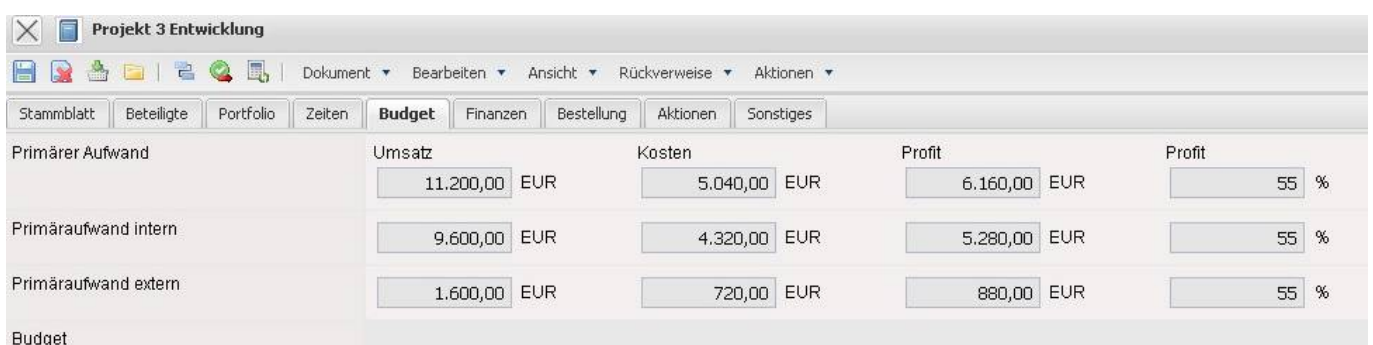 Projekt 3 Entwicklung
Dokument Bearbeiten Ansicht Rückverweise Aktionen
Stammblatt Beteiligte Portfolio Zeiten Budget Finanzen Bestellung Aktionen Sonstiges
Primärer Aufwand Umsatz Kosten Profit Profit
11.200,00 EUR 5.040,00 EUR 6.160,00 EUR 55 %
Primäraufwand intern 9.600,00 EUR 4.320,00 EUR 5.280,00 EUR 55 %
Primäraufwand extern 1.600,00 EUR 720,00 EUR 880,00 EUR 55 %
Budget